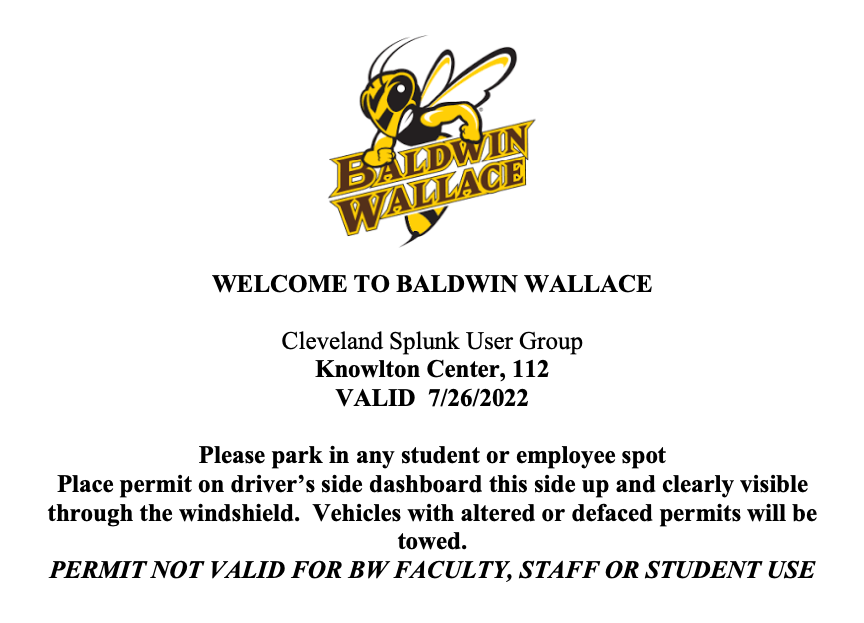 BALDWIN
WALLACE
WELCOME TO BALDWIN WALLACE
Cleveland Splunk User Group
Knowlton Center, 112
VALID  7/26/2022
Please park in any student or employee spot
Place permit on driver’s side dashboard this side up and clearly visible
through the windshield.  Vehicles with altered or defaced permits will be
towed.
PERMIT NOT VALID FOR BW FACULTY, STAFF OR STUDENT USE